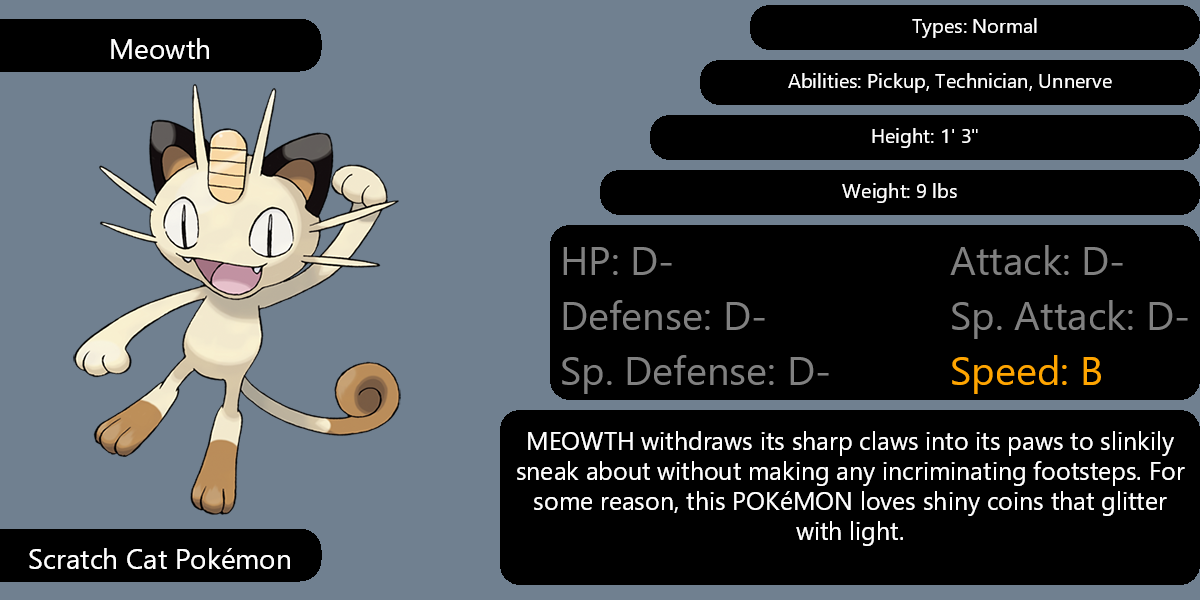 Meowth
Types: Normal
Abilities: Pickup, Technician, Unnerve
Height: 1' 3"
Weight: 9 lbs
HP: D-
Attack: D-
Defense: D-
Sp. Attack: D-
Sp. Defense: D-
Speed: B
MEOWTH withdraws its sharp claws into its paws to slinkily
sneak about without making any incriminating footsteps. For
some reason, this POKéMON loves shiny coins that glitter
with light.
Scratch Cat Pokémon